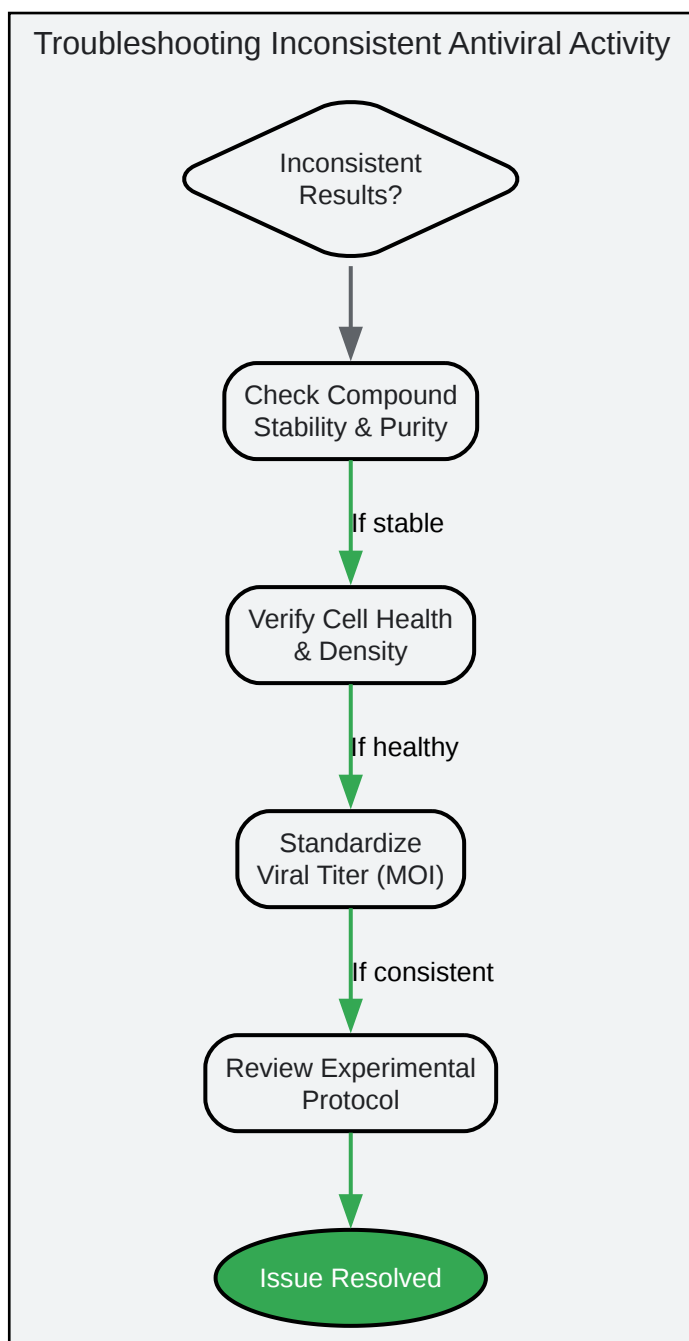 Troubleshooting Inconsistent Antiviral Activity
Inconsistent
Results?
Check Compound
Stability & Purity
If stable
Verify Cell Health
& Density
If healthy
Standardize
Viral Titer (MOI)
If consistent
Review Experimental
Protocol
Issue Resolved